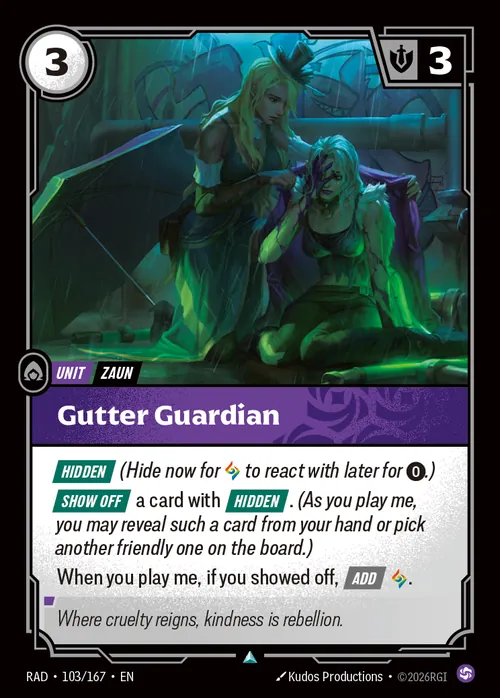 3
3
UNIT ZAUN
Gutter Guardian
HIDDEN (Hide now for to react with later for 0.)
SHOW OFF a card with HIDDEN. (As you play me,
you may reveal such a card from your hand or pick
another friendly one on the board.)
When you play me, if you showed off, ADD .
Where cruelty reigns, kindness is rebellion.
RAD • 103/167 • EN
Kudos Productions • ©2026RGI